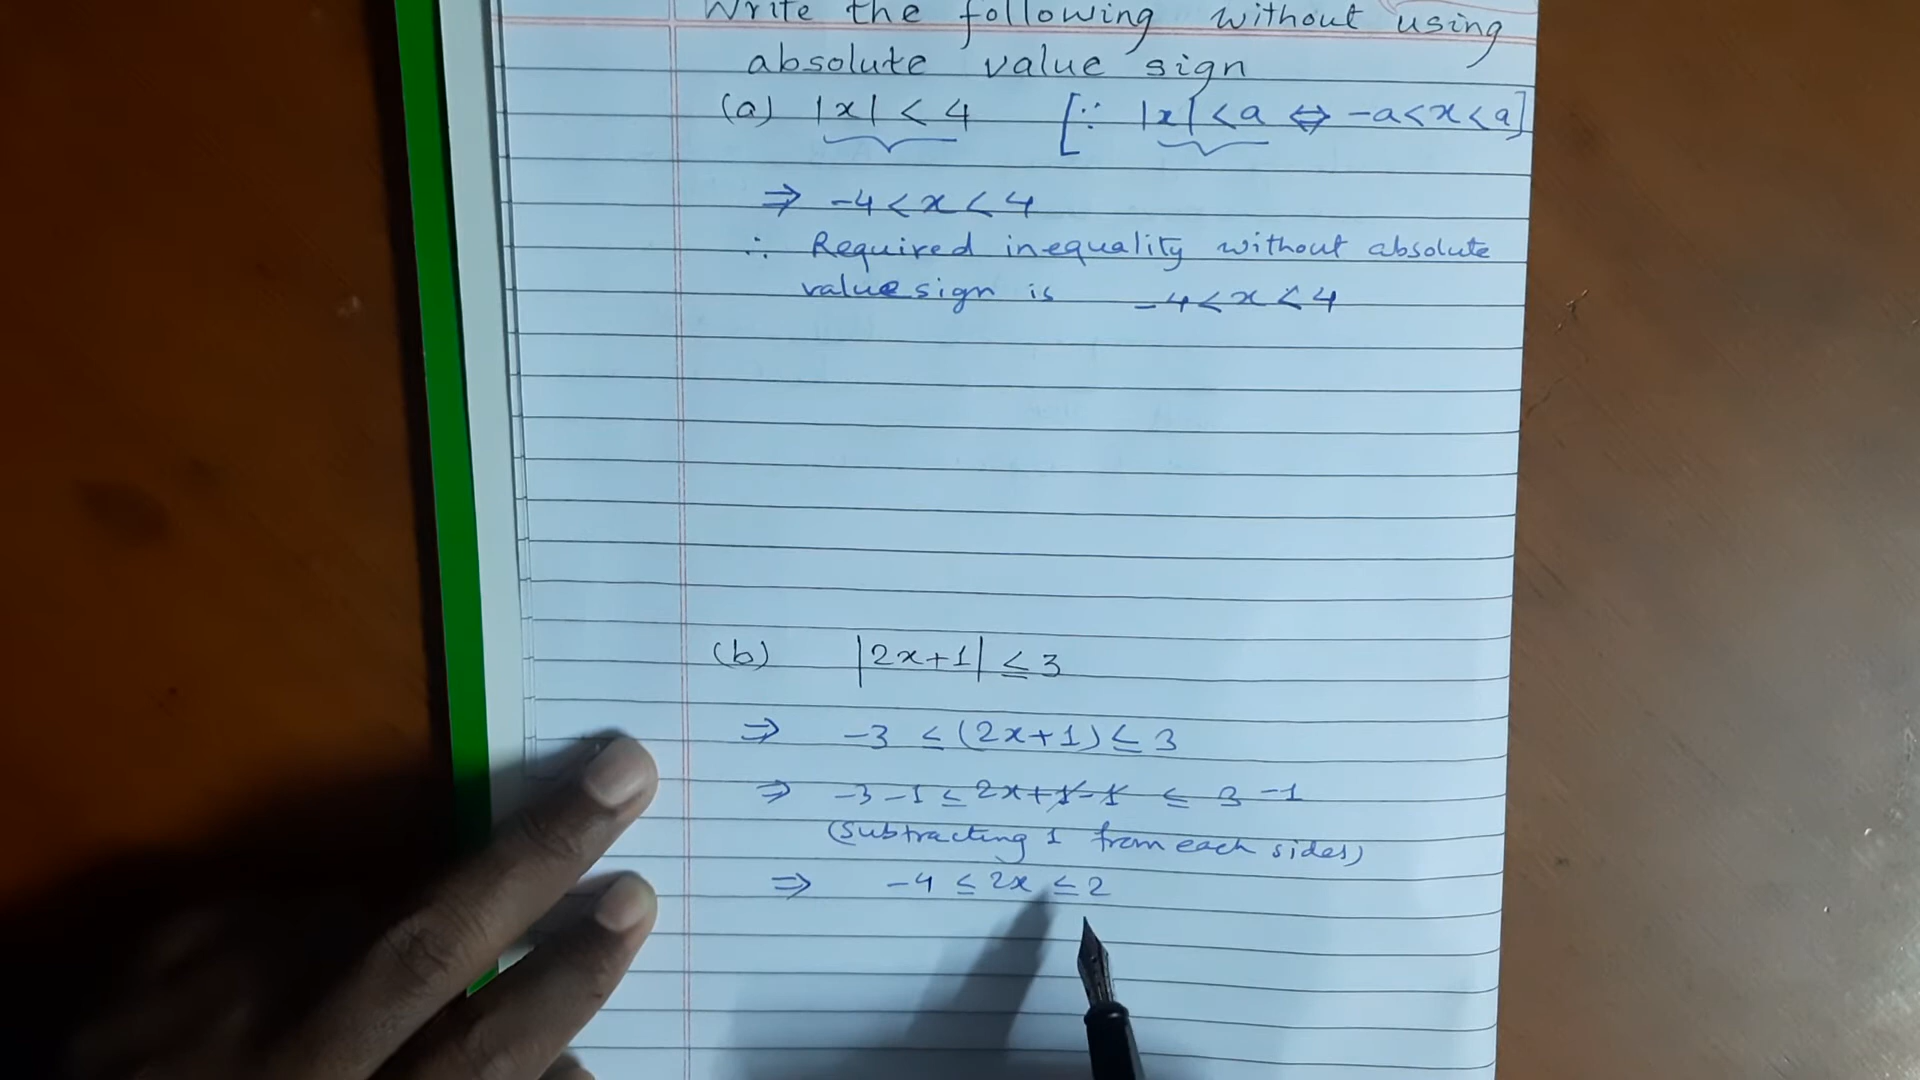 Write the following without using
absolute value sign
(a) |x| < 4 [∵ |x| < a ⇔ -a < x < a]
⇒ -4 < x < 4
∴ Required inequality without absolute
value sign is -4 < x < 4
(b) |2x+1| ≤ 3
⇒ -3 ≤ (2x+1) ≤ 3
⇒ -3-1 ≤ 2x+1-1 ≤ 3-1
(Subtracting 1 from each sides)
⇒ -4 ≤ 2x ≤ 2